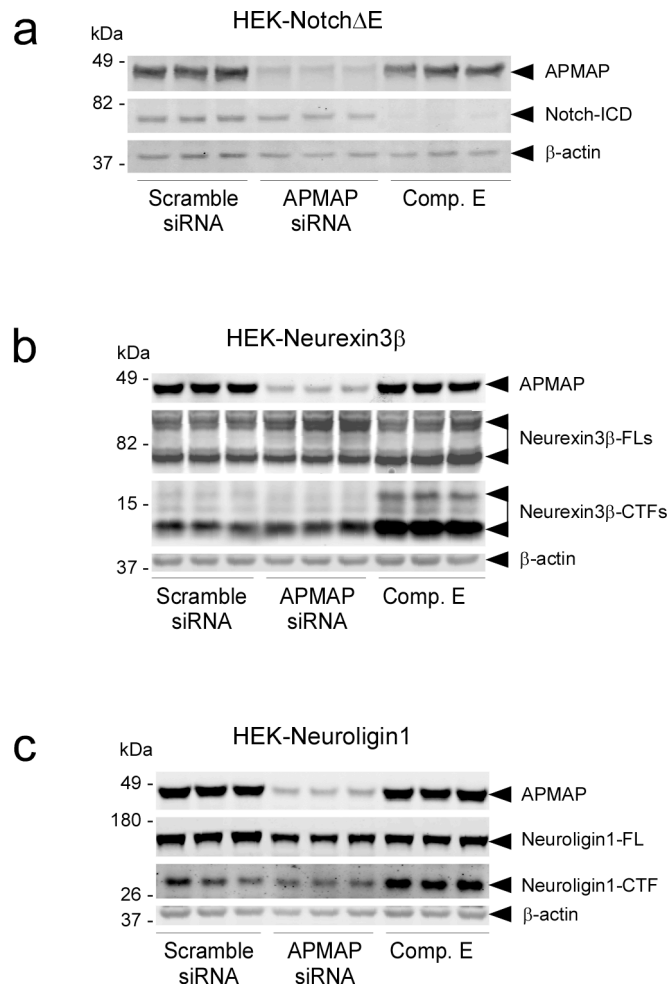 a
HEK-NotchΔE
kDa
49 -
APMAP
82 -
Notch-ICD
37 -
β-actin
Scramble siRNA
APMAP siRNA
Comp. E
b
HEK-Neurexin3β
kDa
49 -
APMAP
82 -
Neurexin3β-FLs
15 -
Neurexin3β-CTFs
37 -
β-actin
Scramble siRNA
APMAP siRNA
Comp. E
c
HEK-Neuroligin1
kDa
49 -
APMAP
180 -
Neuroligin1-FL
26 -
Neuroligin1-CTF
37 -
β-actin
Scramble siRNA
APMAP siRNA
Comp. E